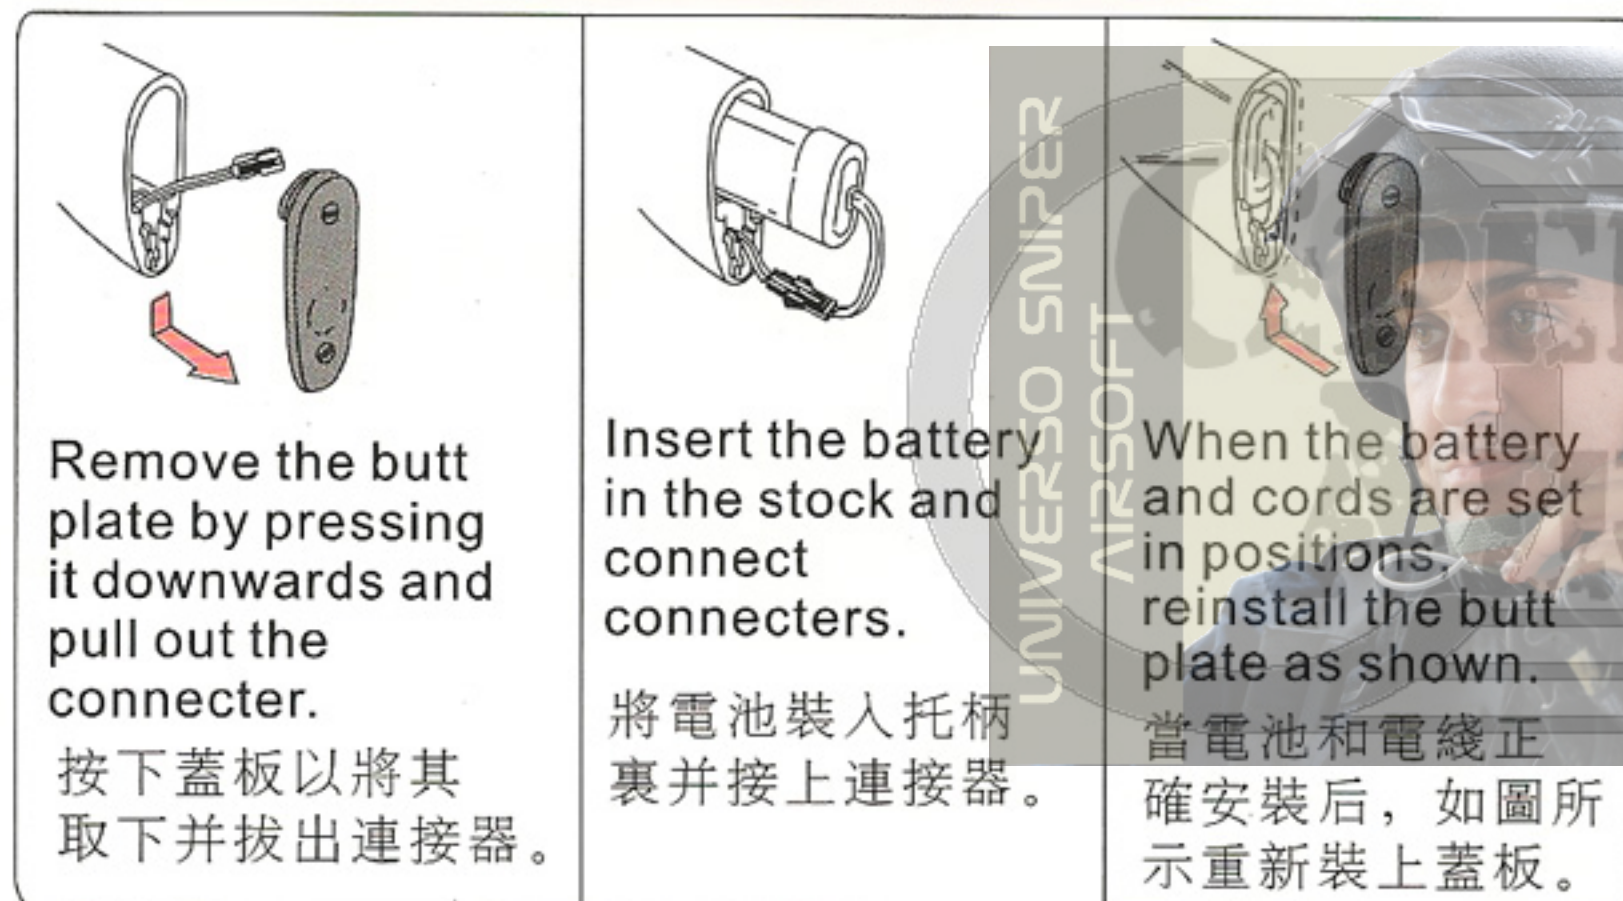 Remove the butt
plate by pressing
it downwards and
pull out the
connecter.
按下蓋板以將其
取下并拔出連接器。
Insert the battery
in the stock and
connect
connecters.
將電池裝入托柄
裏并接上連接器。
When the battery
and cords are set
in positions.
reinstall the butt
plate as shown.
當電池和電綫正
確安裝后，如圖所
示重新裝上蓋板。
UNIVERSO SNIPER
AIRSOFT